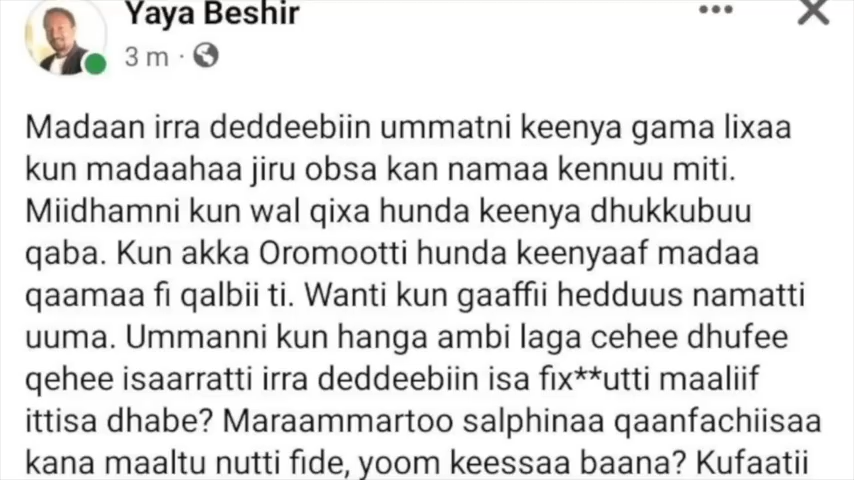 Yaya Beshir
3 m ·
Madaan irra deddeebiin ummatni keenya gama lixaa
kun madaahaa jiru obsa kan namaa kennuu miti.
Miidhamni kun wal qixa hunda keenya dhukkubuu
qaba. Kun akka Oromootti hunda keenyaaf madaa
qaamaa fi qalbii ti. Wanti kun gaaffii hedduus namatti
uuma. Ummanni kun hanga ambi laga cehee dhufee
qehee isaarratti irra deddeebiin isa fix**utti maaliif
ittisa dhabe? Maraammartoo salphinaa qaanfachiisaa
kana maaltu nutti fide, yoom keessaa baana? Kufaatii